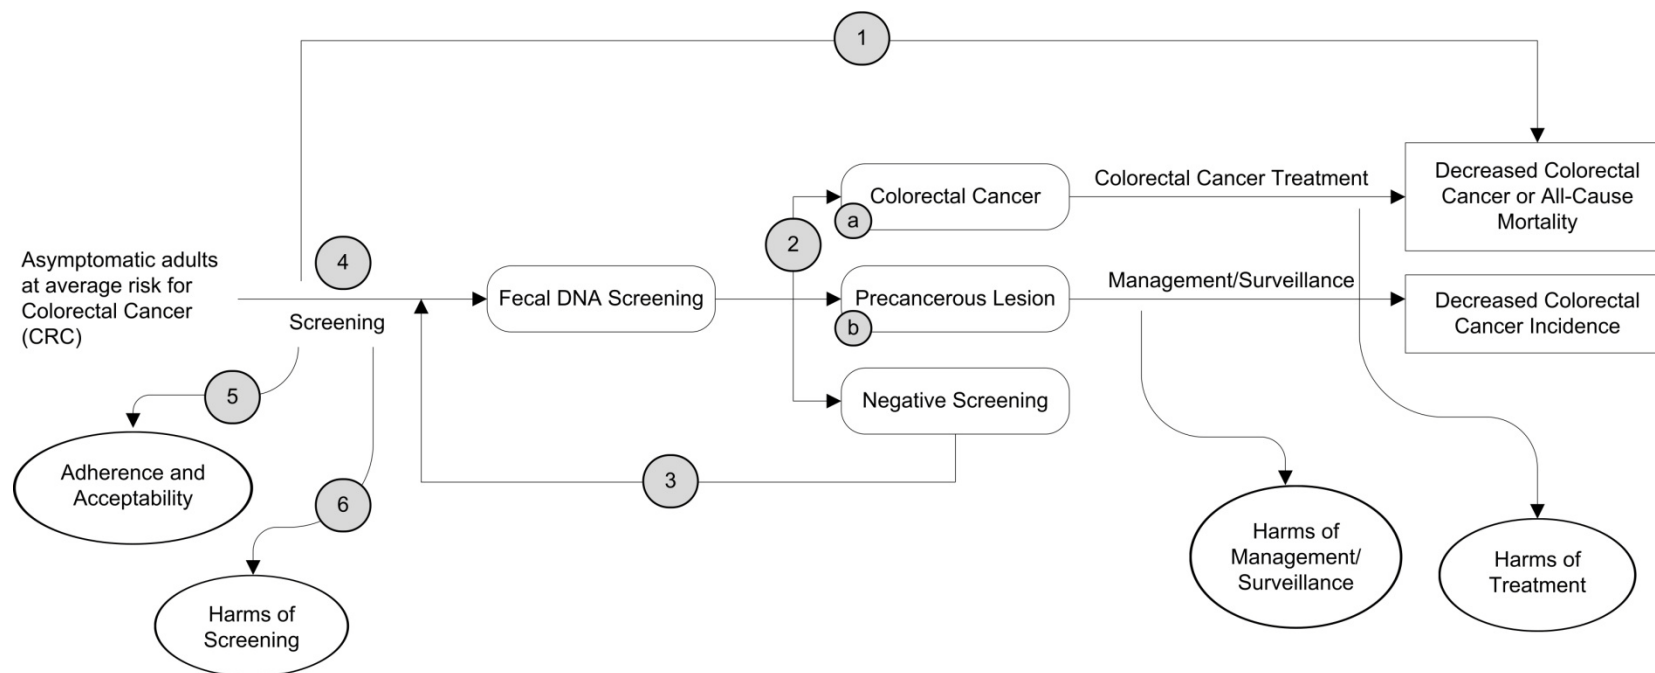 1
Colorectal Cancer
a
Colorectal Cancer Treatment
Decreased Colorectal
Cancer or All-Cause
Mortality
Asymptomatic adults
at average risk for
Colorectal Cancer
(CRC)
4
Screening
Fecal DNA Screening
2
Precancerous Lesion
b
Management/Surveillance
Decreased Colorectal
Cancer Incidence
Negative Screening
5
Adherence and
Acceptability
3
6
Harms of
Screening
Harms of
Management/
Surveillance
Harms of
Treatment